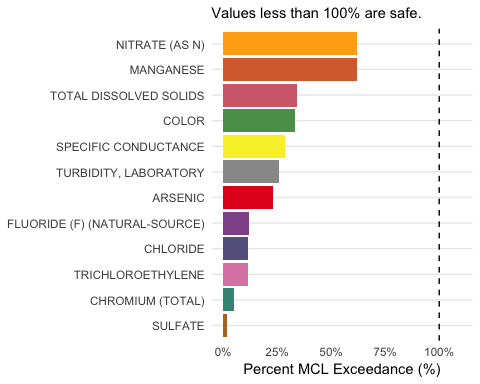 Values less than 100% are safe.
NITRATE (AS N)
MANGANESE
TOTAL DISSOLVED SOLIDS
COLOR
SPECIFIC CONDUCTANCE
TURBIDITY, LABORATORY
ARSENIC
FLUORIDE (F) (NATURAL-SOURCE)
CHLORIDE
TRICHLOROETHYLENE
CHROMIUM (TOTAL)
SULFATE
0% 25% 50% 75% 100%
Percent MCL Exceedance (%)